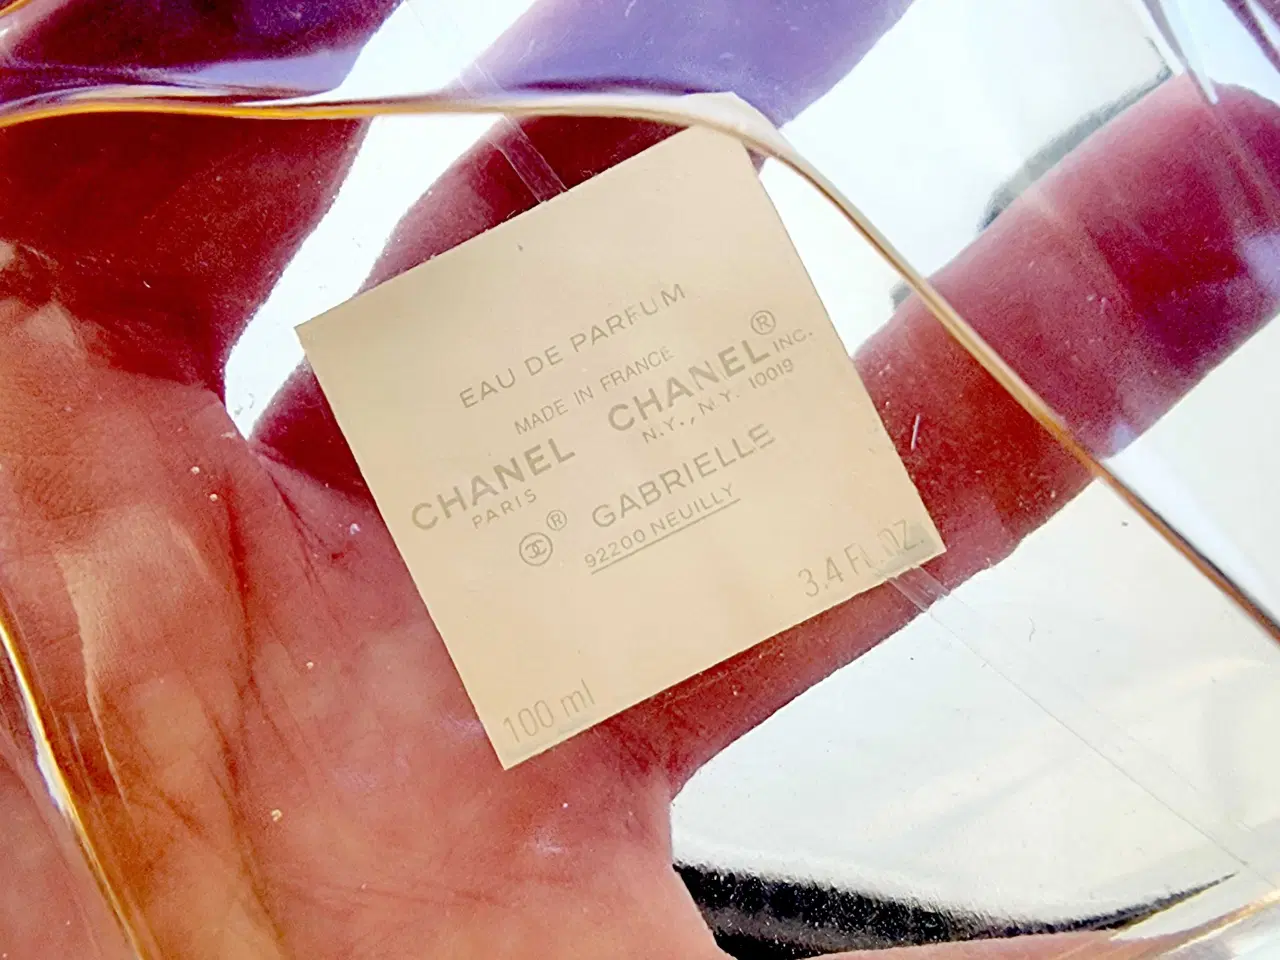 EAU DE PARFUM
MADE IN FRANCE
CHANEL CHANEL® INC.
PARIS N.Y., N.Y. 10019
® GABRIELLE
92200 NEUILLY
100 ml 3.4 FL. OZ.